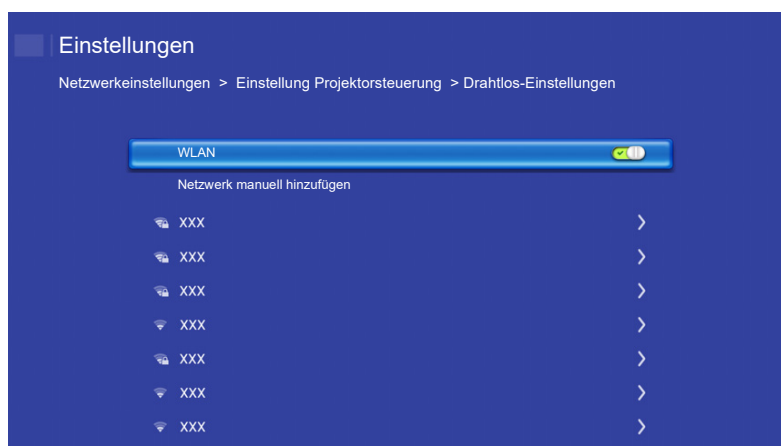 Einstellungen
Netzwerkeinstellungen > Einstellung Projektorsteuerung > Drahtlos-Einstellungen
WLAN
Netzwerk manuell hinzufügen
XXX
XXX
XXX
XXX
XXX
XXX
XXX